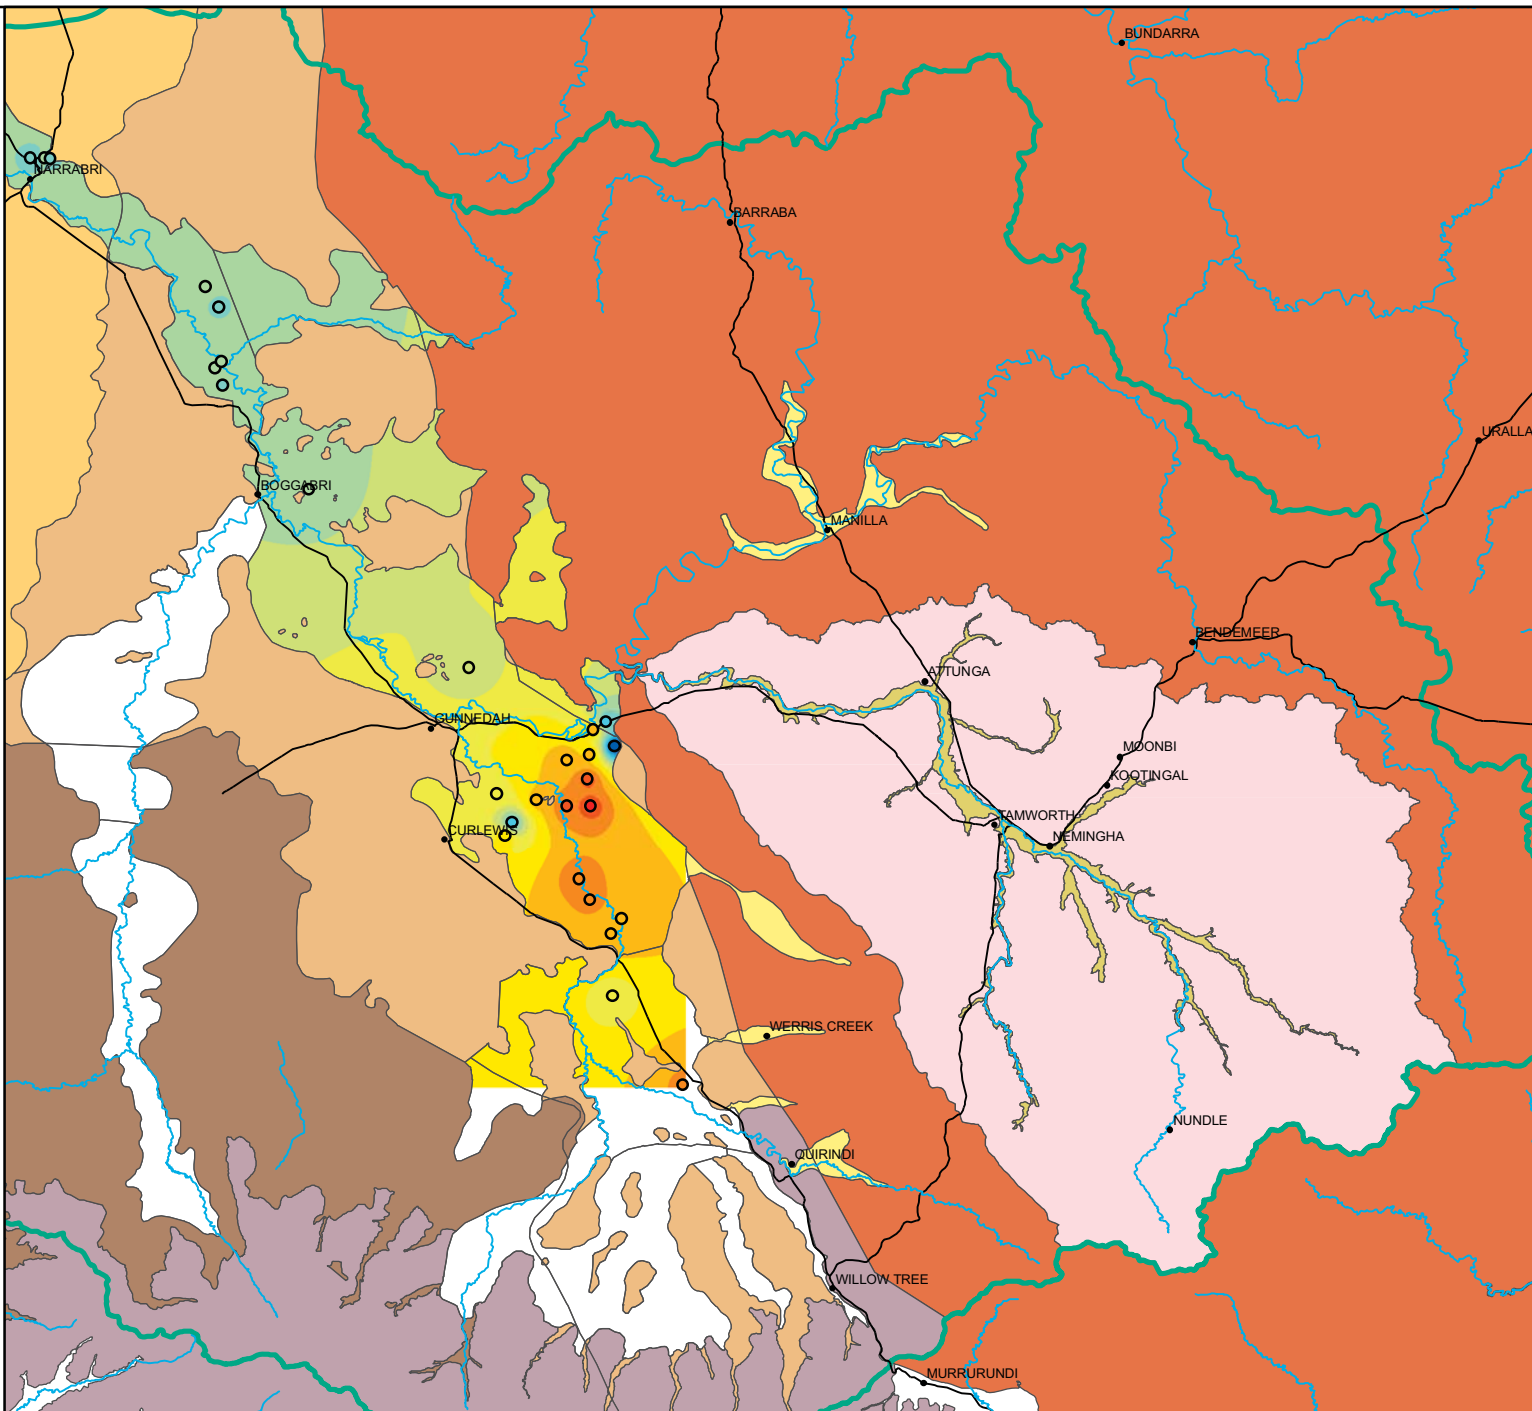 BUNDARRA
NARRABRI
BARRABA
URALLA
BOGGABRI
MANILLA
BENDEMEER
ATTUNGA
GUNNEDAH
MOONBI
KOOTINGAL
TAMWORTH
CURLEWIS
NEMINGHA
WERRIS CREEK
NUNDLE
QUIRINDI
WILLOW TREE
MURRURUNDI